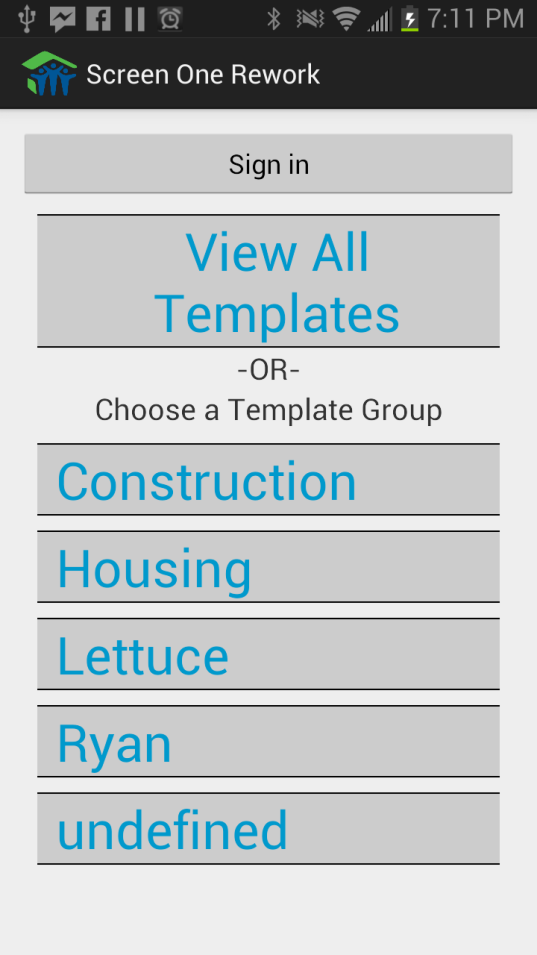 7:11 PM
Screen One Rework
Sign in
View All
Templates
-OR-
Choose a Template Group
Construction
Housing
Lettuce
Ryan
undefined